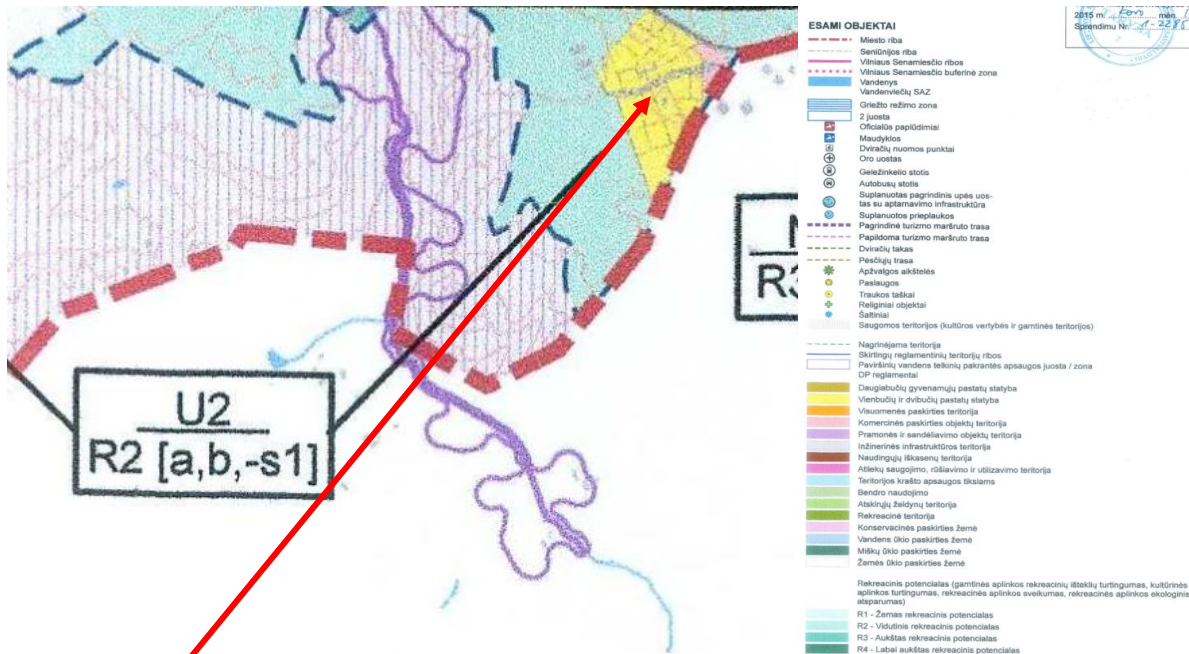 U2
R2 [a,b,-s1]
ESAMI OBJEKTAI
Miesto riba
Seniūnijos riba
Vilniaus Senamiesčio ribos
Vilniaus Senamiesčio buferinė zona
Vandenys
Vandenviečių SAZ
Griežto režimo zona
2 juosta
Oficialūs paplūdimiai
Maudyklos
Dviračių nuomos punktai
Oro uostas
Geležinkelio stotis
Autobusų stotis
Suplanuotas pagrindinis upės uos-
tas su aptarnavimo infrastruktūra
Suplanuotos prieplaukos
Pagrindinė turizmo maršruto trasa
Papildoma turizmo maršruto trasa
Dviračių takas
Pėsčiųjų trasa
Apžvalgos aikštelės
Paslaugos
Traukos taškai
Religiniai objektai
Šaltiniai
Saugomos teritorijos (kultūros vertybės ir gamtinės teritorijos)
Nagrinėjama teritorija
Skirtingų reglamentinių teritorijų ribos
Paviršinių vandens telkinių pakrantės apsaugos juosta / zona
DP reglamentai
Daugiabučių gyvenamųjų pastatų statyba
Vienbučių ir dvibučių pastatų statyba
Visuomenės paskirties teritorija
Komercinės paskirties objektų teritorija
Pramonės ir sandėliavimo objektų teritorija
Inžinerinės infrastruktūros teritorija
Naudingųjų iškasenų teritorija
Atliekų saugojimo, rūšiavimo ir utilizavimo teritorija
Teritorijos krašto apsaugos tikslams
Bendro naudojimo
Atskirųjų želdynų teritorija
Rekreacinė teritorija
Konservacinės paskirties žemė
Vandens ūkio paskirties žemė
Miškų ūkio paskirties žemė
Žemės ūkio paskirties žemė
Rekreacinis potencialas (gamtinės aplinkos rekreacinių išteklių turtingumas, kultūrinės
aplinkos turtingumas, rekreacinės aplinkos sveikumas, rekreacinės aplinkos ekologinis
atsparumas)
R1 - Žemas rekreacinis potencialas
R2 - Vidutinis rekreacinis potencialas
R3 - Aukštas rekreacinis potencialas
R4 - Labai aukštas rekreacinis potencialas
2015 m. mėn.
Sprendimu Nr. 1-2285